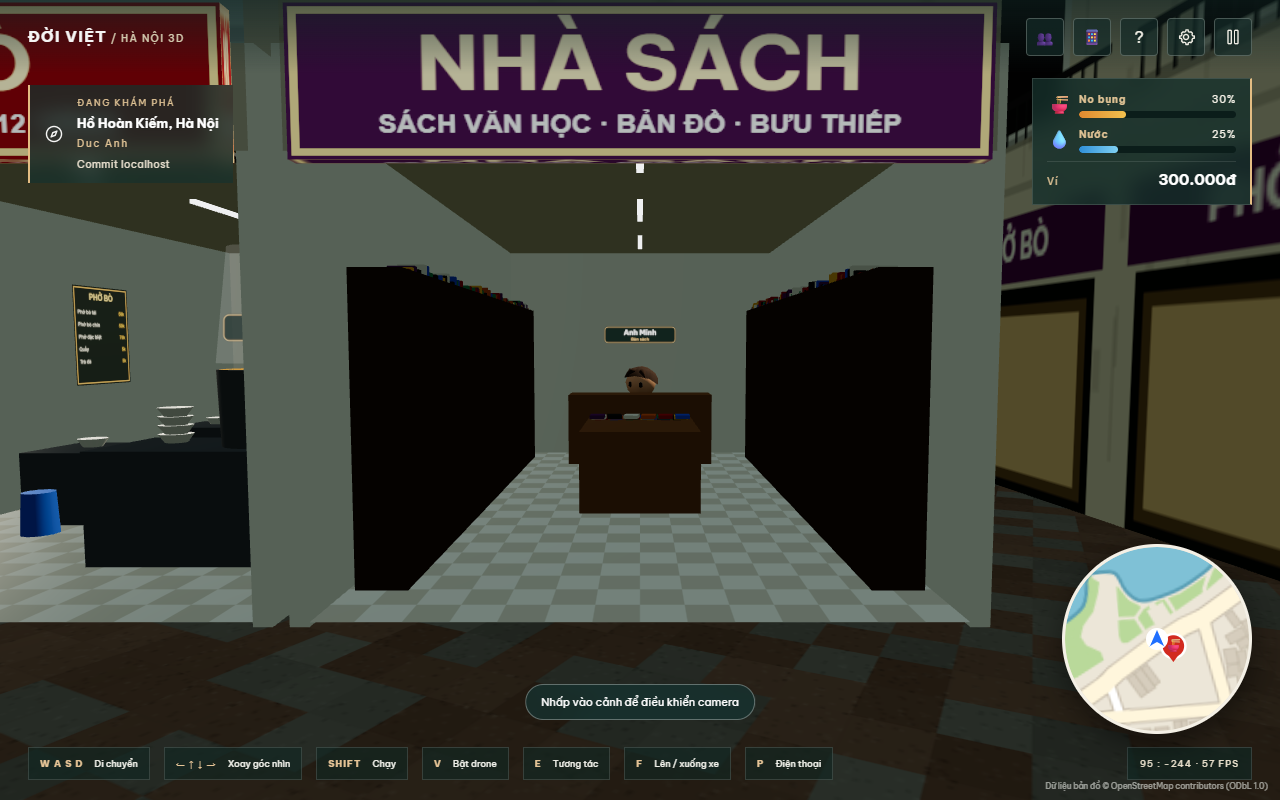 ĐỜI VIỆT / HÀ NỘI 3D
ĐANG KHÁM PHÁ
Hồ Hoàn Kiếm, Hà Nội
Duc Anh
Commit localhost
NHÀ SÁCH
SÁCH VĂN HỌC · BẢN ĐỒ · BƯU THIẾP
?
No bụng 30%
Nước 25%
Ví 300.000đ
PHỞ BÒ
Anh Minh
Nhấp vào cảnh để điều khiển camera
W A S D Di chuyển
←↑↓→ Xoay góc nhìn
SHIFT Chạy
V Bật drone
E Tương tác
F Lên / xuống xe
P Điện thoại
95 : -244 · 57 FPS
Dữ liệu bản đồ © OpenStreetMap contributors (ODbL 1.0)